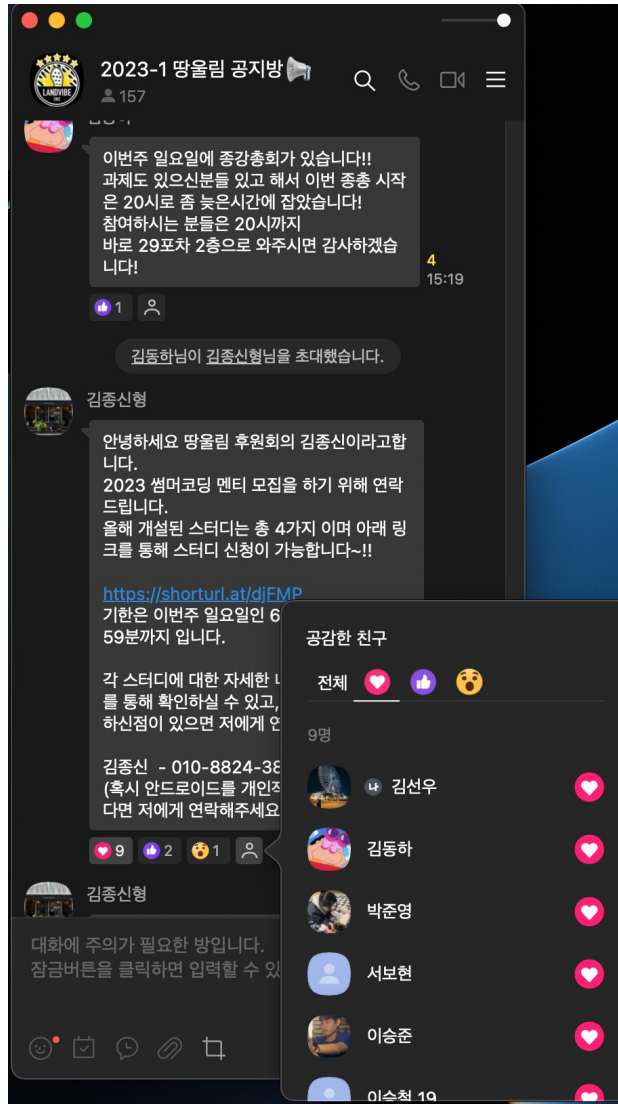 LANDVIBE
2023-1 땅울림 공지방
157
이번주 일요일에 종강총회가 있습니다!!
과제도 있으신분들 있고 해서 이번 종총 시작
은 20시로 좀 늦은시간에 잡았습니다!
참여하시는 분들은 20시까지
바로 29포차 2층으로 와주시면 감사하겠습
니다!
4
15:19
1
김동하님이 김종신형님을 초대했습니다.
김종신형
안녕하세요 땅울림 후원회의 김종신이라고합
니다.
2023 썸머코딩 멘티 모집을 하기 위해 연락
드립니다.
올해 개설된 스터디는 총 4가지 이며 아래 링
크를 통해 스터디 신청이 가능합니다~!!
https://shorturl.at/djFMP
기한은 이번주 일요일인 6
59분까지 입니다.
각 스터디에 대한 자세한
를 통해 확인하실 수 있고,
하신점이 있으면 저에게 연
김종신 - 010-8824-38
(혹시 안드로이드를 개인적
다면 저에게 연락해주세요
9 2 1
김종신형
대화에 주의가 필요한 방입니다.
잠금버튼을 클릭하면 입력할 수 있
공감한 친구
전체
9명
나 김선우
김동하
박준영
서보현
이승준
이승철 19